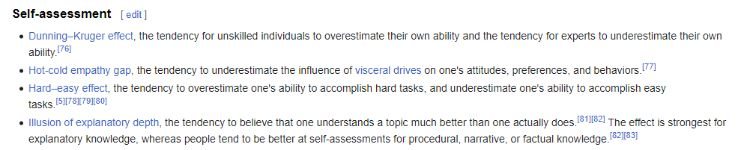 Self-assessment [ edit ]
• Dunning–Kruger effect, the tendency for unskilled individuals to overestimate their own ability and the tendency for experts to underestimate their own
ability.[76]
• Hot-cold empathy gap, the tendency to underestimate the influence of visceral drives on one's attitudes, preferences, and behaviors.[77]
• Hard–easy effect, the tendency to overestimate one's ability to accomplish hard tasks, and underestimate one's ability to accomplish easy
tasks.[5][78][79][80]
• Illusion of explanatory depth, the tendency to believe that one understands a topic much better than one actually does.[81][82] The effect is strongest for
explanatory knowledge, whereas people tend to be better at self-assessments for procedural, narrative, or factual knowledge.[82][83]